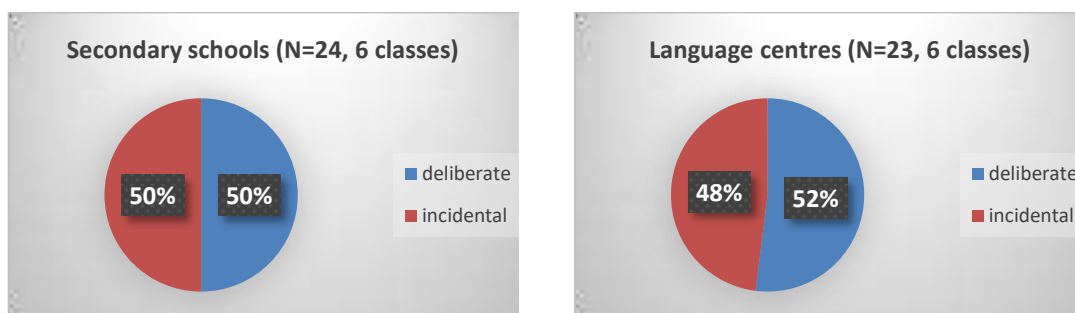 Secondary schools (N=24, 6 classes)
50%
50%
deliberate
incidental
Language centres (N=23, 6 classes)
48%
52%
deliberate
incidental